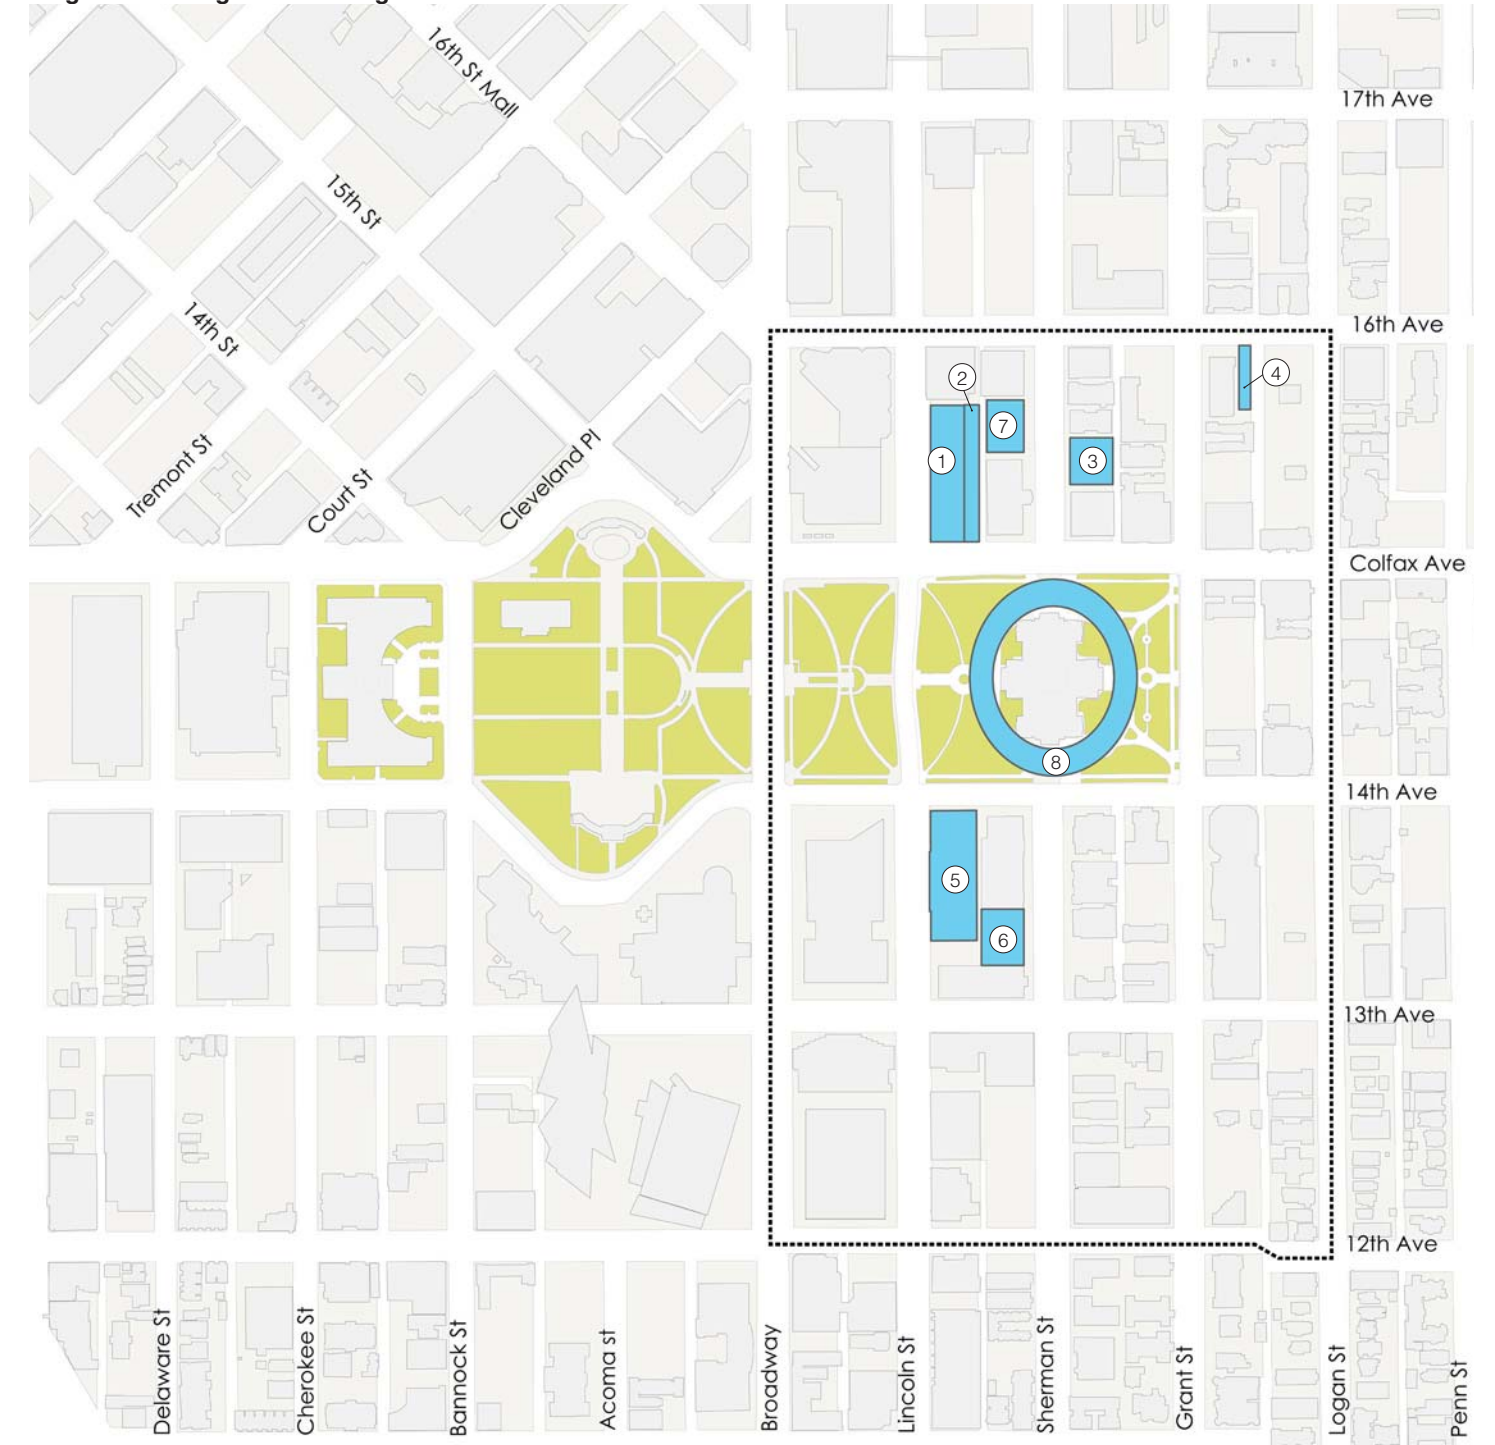 16th St Mall
17th Ave
15th St
14th St
16th Ave
2
4
7
1
3
Tremont St
Court St
Cleveland Pl
Colfax Ave
8
14th Ave
5
6
13th Ave
12th Ave
Delaware St
Cherokee St
Bannock St
Acoma st
Broadway
Lincoln St
Sherman St
Grant St
Logan St
Penn St